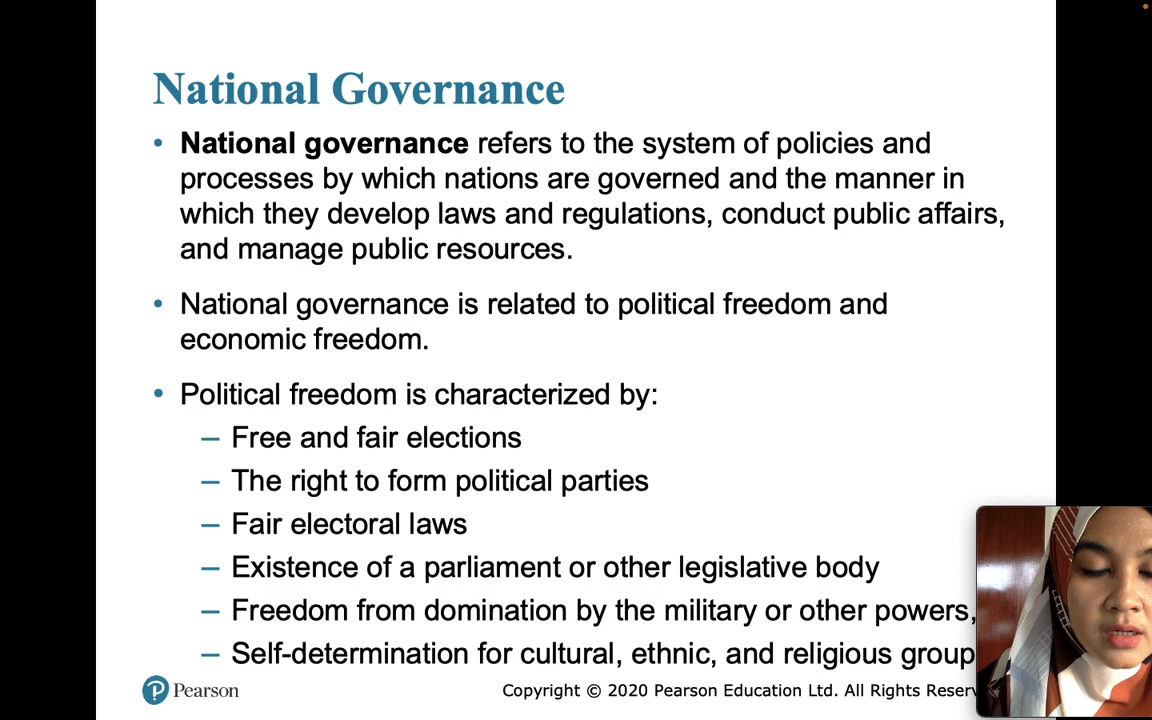 National Governance
• National governance refers to the system of policies and
processes by which nations are governed and the manner in
which they develop laws and regulations, conduct public affairs,
and manage public resources.
• National governance is related to political freedom and
economic freedom.
• Political freedom is characterized by:
– Free and fair elections
– The right to form political parties
– Fair electoral laws
– Existence of a parliament or other legislative body
– Freedom from domination by the military or other powers,
– Self-determination for cultural, ethnic, and religious group
P Pearson
Copyright © 2020 Pearson Education Ltd. All Rights